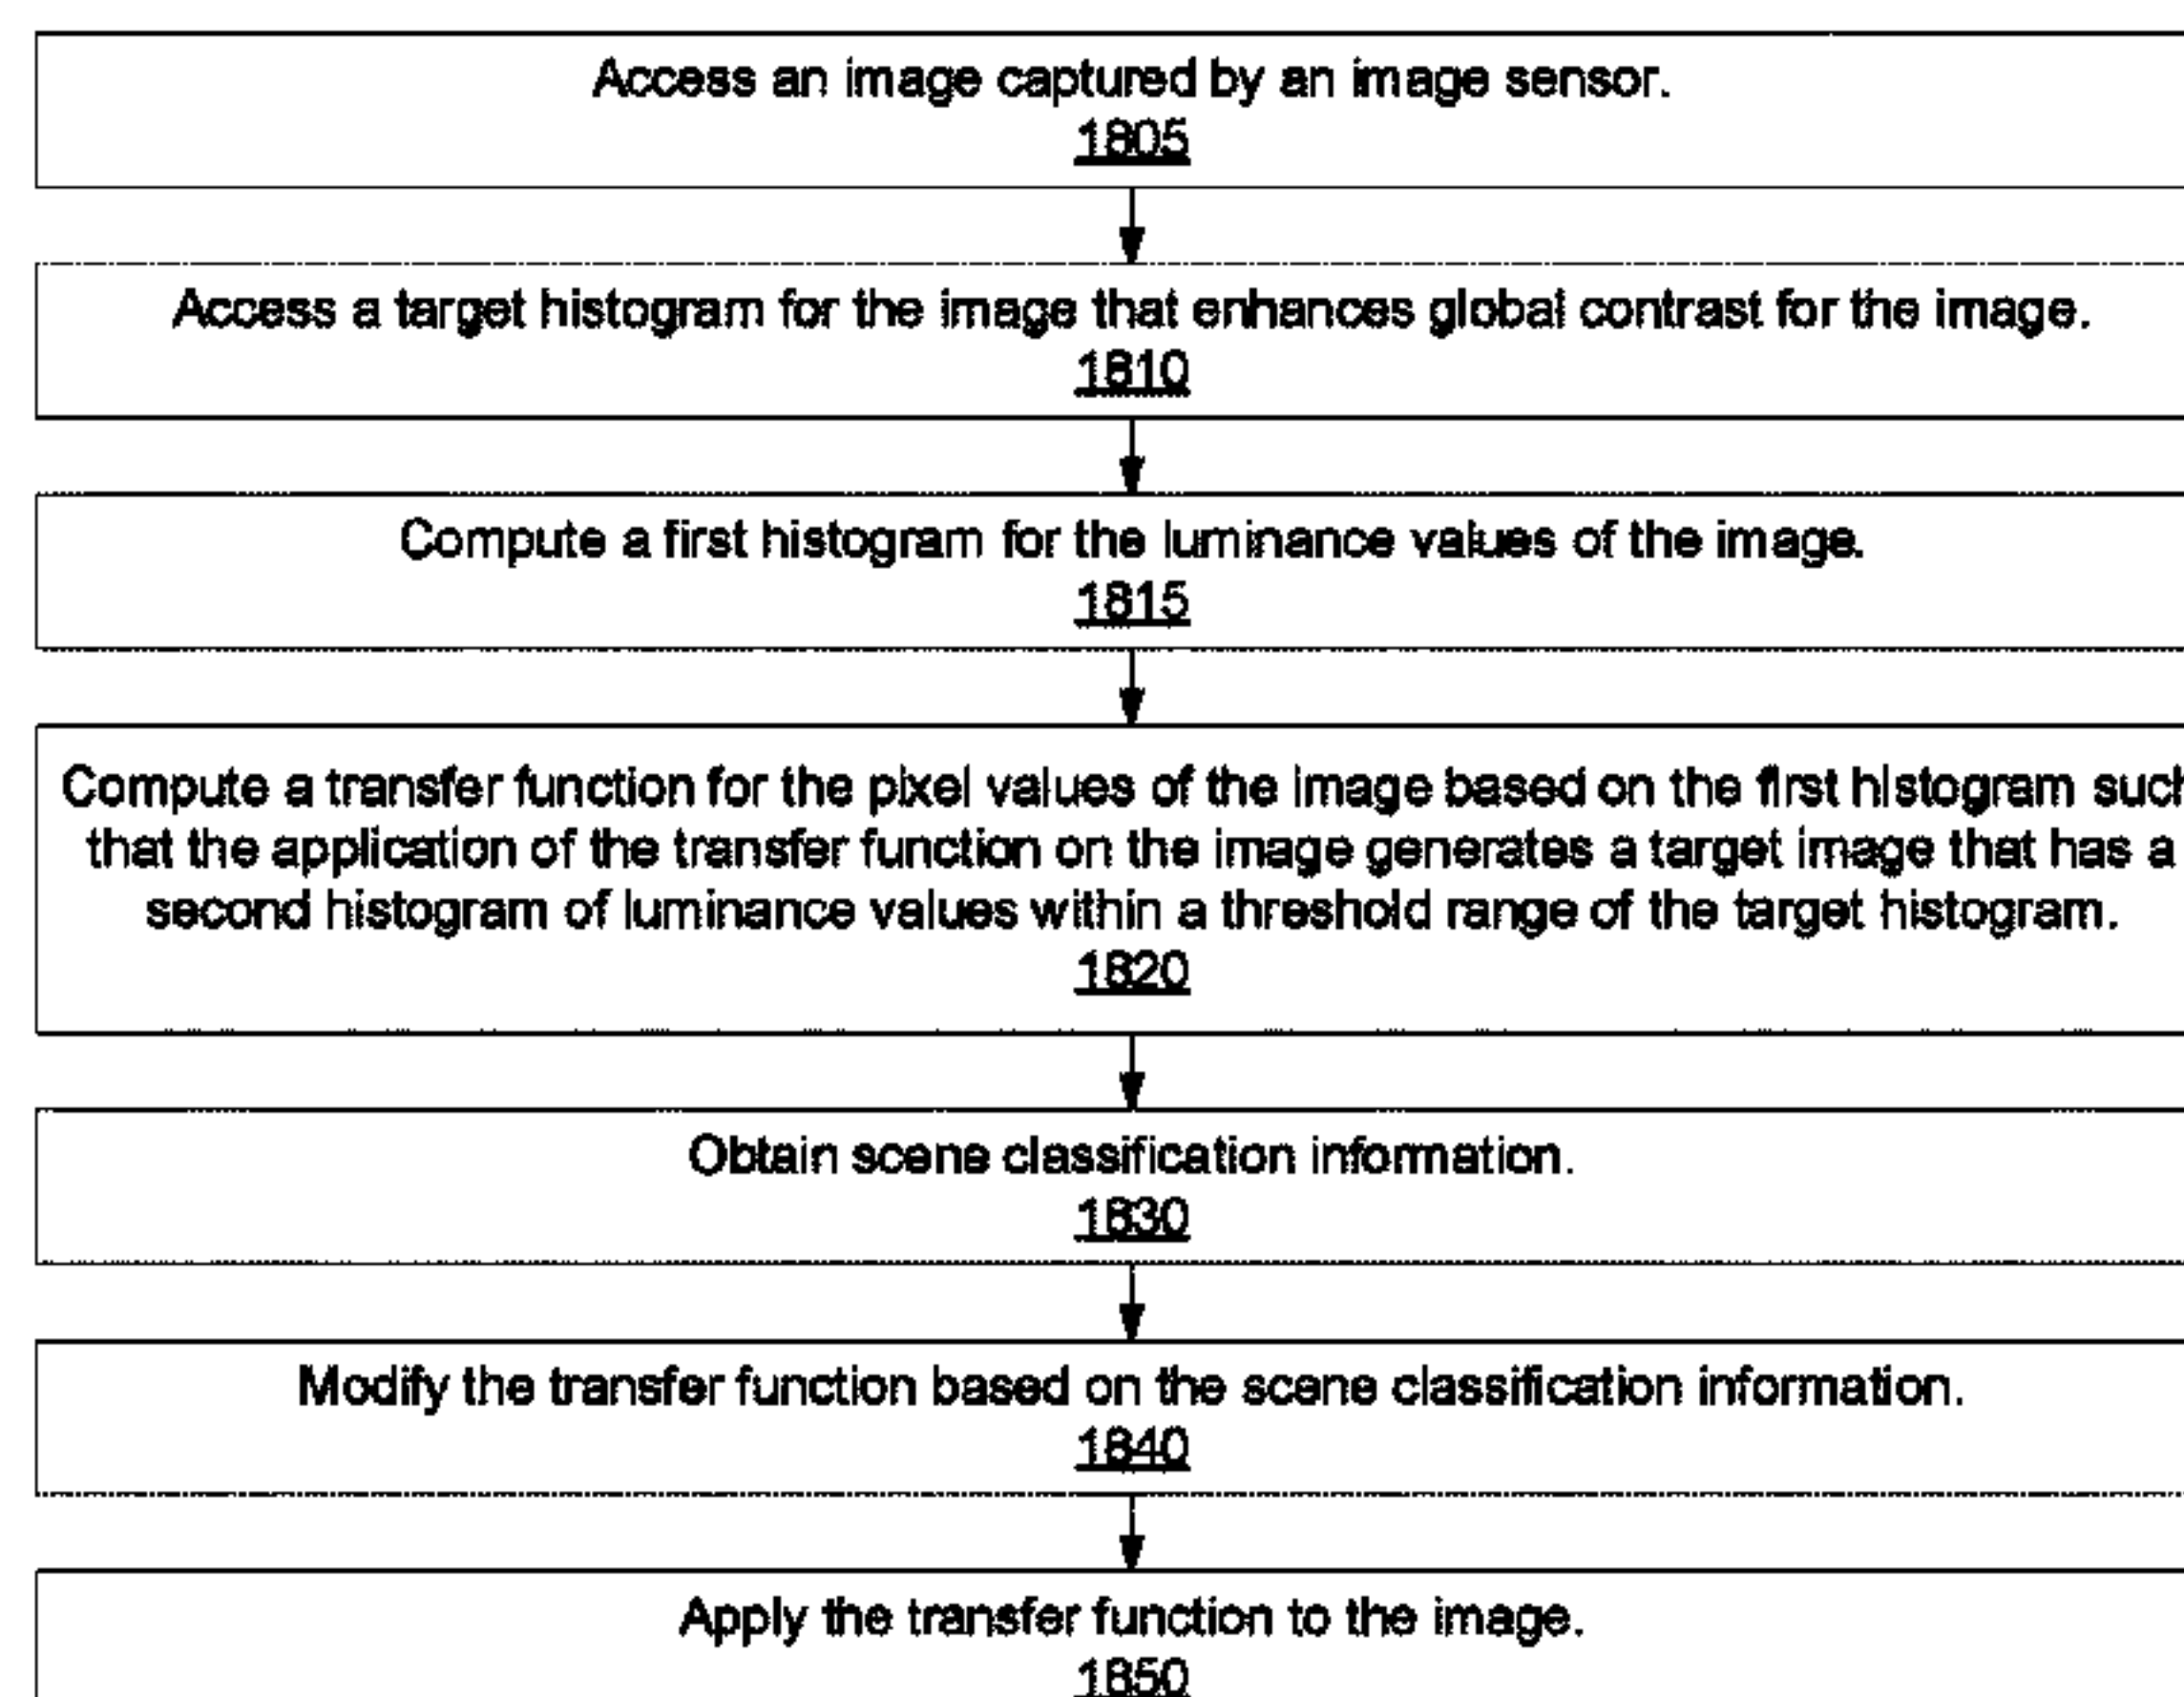 Access an image captured by an image sensor.
1805
Access a target histogram for the image that enhances global contrast for the image.
1810
Compute a first histogram for the luminance values of the image.
1815
Compute a transfer function for the pixel values of the image based on the first histogram such
that the application of the transfer function on the image generates a target image that has a
second histogram of luminance values within a threshold range of the target histogram.
1820
Obtain scene classification information.
1830
Modify the transfer function based on the scene classification information.
1840
Apply the transfer function to the image.
1850